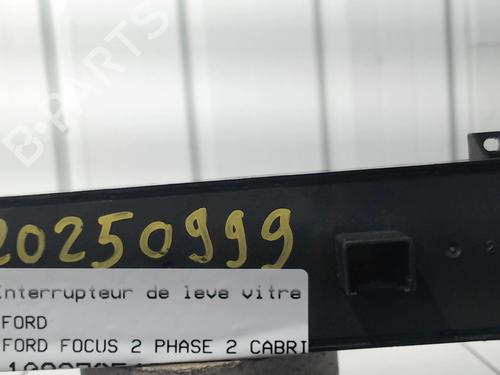 B-PARTS
20250999
Interrupteur de leve vitre
FORD
FORD FOCUS 2 PHASE 2 CABRI